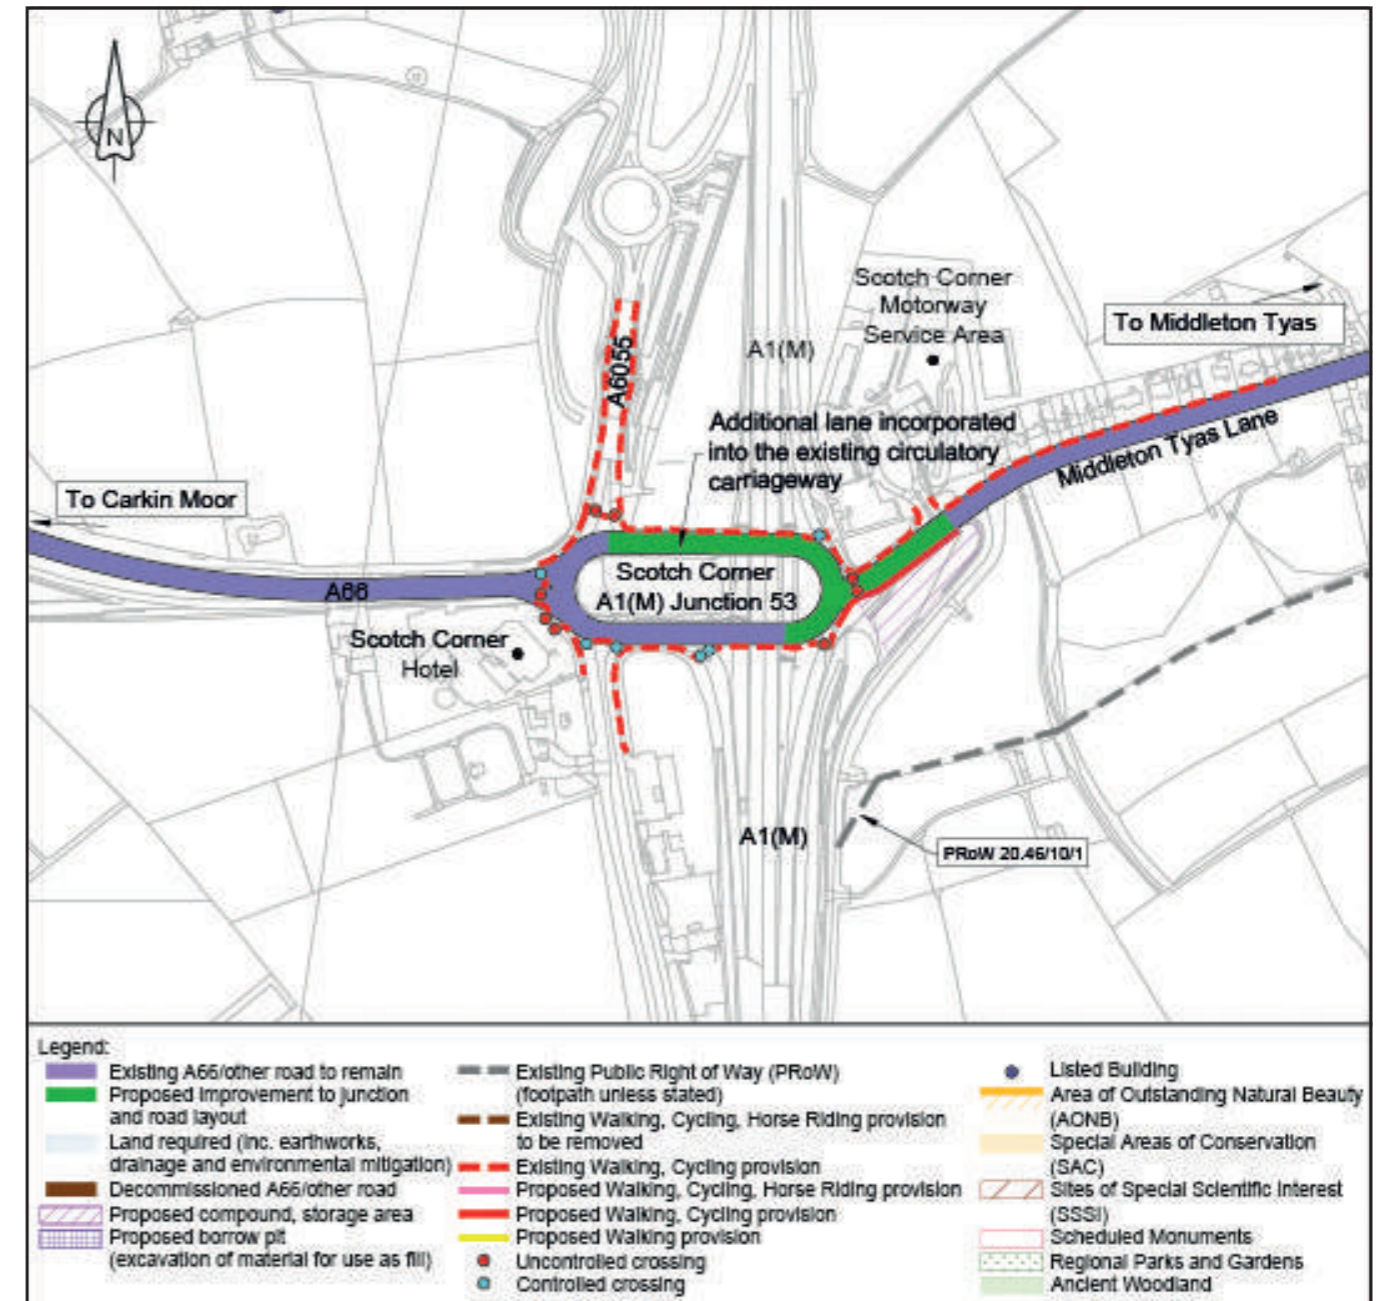 N
Scotch Corner
Motorway
Service Area
To Middleton Tyas
A1(M)
A6055
Additional lane incorporated
into the existing circulatory
carriageway
Middleton Tyas Lane
To Carkin Moor
A66
Scotch Corner
A1(M) Junction 53
Scotch Corner
Hotel
A1(M)
PRoW 20.46/10/1
Legend:
Existing A66/other road to remain
Proposed improvement to junction
and road layout
Land required (inc. earthworks,
drainage and environmental mitigation)
Decommissioned A66/other road
Proposed compound, storage area
Proposed borrow pit
(excavation of material for use as fill)
Existing Public Right of Way (PRoW)
(footpath unless stated)
Existing Walking, Cycling, Horse Riding provision
to be removed
Existing Walking, Cycling provision
Proposed Walking, Cycling, Horse Riding provision
Proposed Walking, Cycling provision
Proposed Walking provision
Uncontrolled crossing
Controlled crossing
Listed Building
Area of Outstanding Natural Beauty
(AONB)
Special Areas of Conservation
(SAC)
Sites of Special Scientific Interest
(SSSI)
Scheduled Monuments
Regional Parks and Gardens
Ancient Woodland